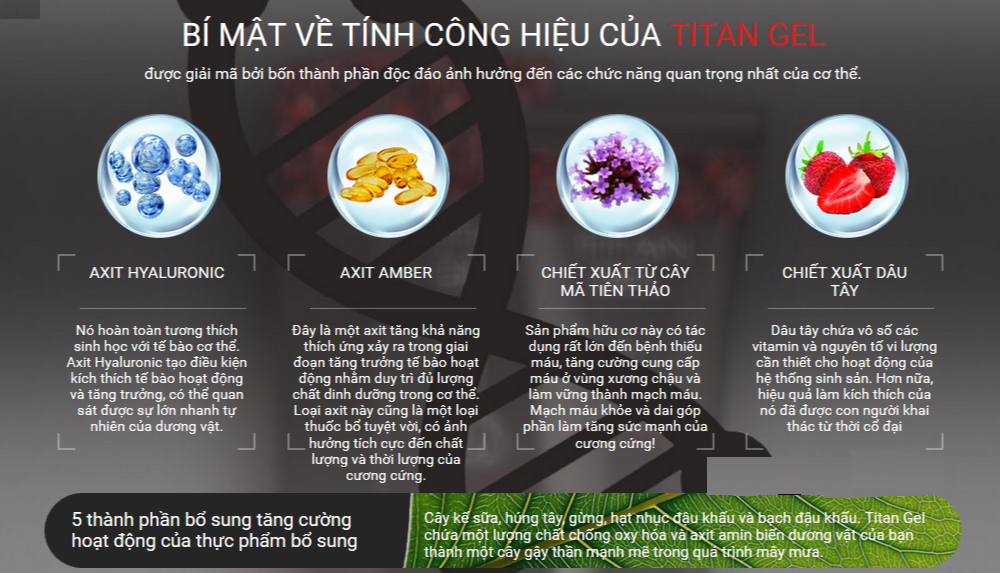 BÍ MẬT VỀ TÍNH CÔNG HIỆU CỦA TITAN GEL
được giải mã bởi bốn thành phần độc đáo ảnh hưởng đến các chức năng quan trọng nhất của cơ thể.
AXIT HYALURONIC
Nó hoàn toàn tương thích
sinh học với tế bào cơ thể.
Axit Hyaluronic tạo điều kiện
kích thích tế bào hoạt động
và tăng trưởng, có thể quan
sát được sự lớn nhanh tự
nhiên của dương vật.
AXIT AMBER
Đây là một axit tăng khả năng
thích ứng xảy ra trong giai
đoạn tăng trưởng tế bào hoạt
động nhằm duy trì đủ lượng
chất dinh dưỡng trong cơ thể.
Loại axit này cũng là một loại
thuốc bổ tuyệt vời, có ảnh
hưởng tích cực đến chất
lượng và thời lượng của
cương cứng.
CHIẾT XUẤT TỪ CÂY
MÃ TIÊN THẢO
Sản phẩm hữu cơ này có tác
dụng rất lớn đến bệnh thiếu
máu, tăng cường cung cấp
máu ở vùng xương chậu và
làm vững thành mạch máu.
Mạch máu khỏe và dai góp
phần làm tăng sức mạnh của
cương cứng!
CHIẾT XUẤT DÂU
TÂY
Dâu tây chứa vô số các
vitamin và nguyên tố vi lượng
cần thiết cho hoạt động của
hệ thống sinh sản. Hơn nữa,
hiệu quả làm kích thích của
nó đã được con người khai
thác từ thời cổ đại
5 thành phần bổ sung tăng cường
hoạt động của thực phẩm bổ sung
Cây kế sữa, húng tây, gừng, hạt nhục đậu khấu và bạch đậu khấu. Titan Gel
chứa một lượng chất chống oxy hóa và axit amin biến dương vật của bạn
thành một cây gậy thần mạnh mẽ trong quá trình mây mưa.